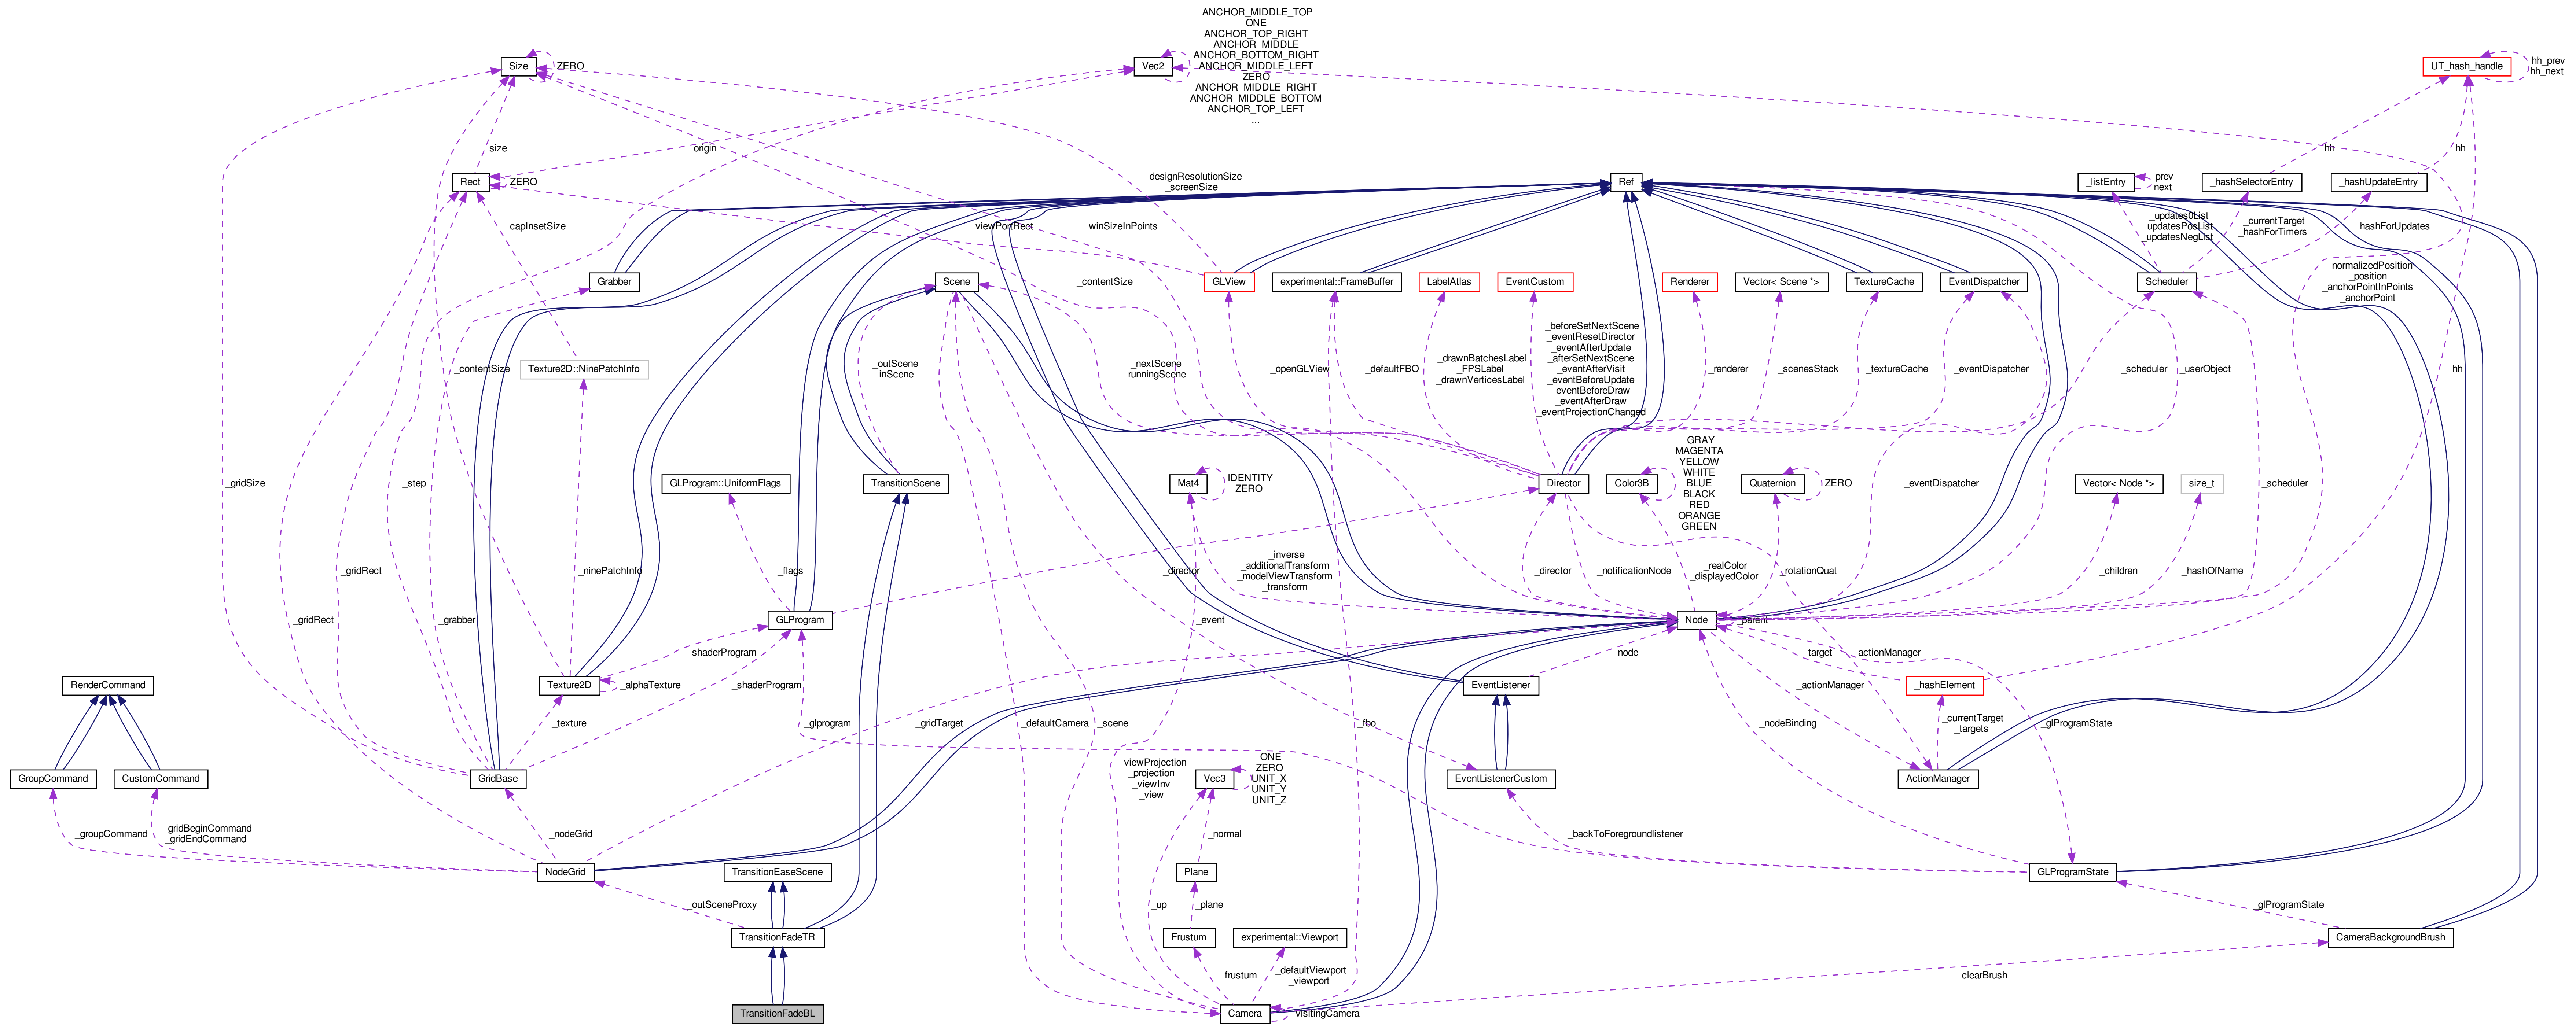 ANCHOR_MIDDLE_TOP
ONE
ANCHOR_TOP_RIGHT
ANCHOR_MIDDLE
ANCHOR_BOTTOM_RIGHT
ANCHOR_MIDDLE_LEFT
ZERO
ANCHOR_MIDDLE_RIGHT
ANCHOR_MIDDLE_BOTTOM
ANCHOR_TOP_LEFT
...
Size
ZERO
Vec2
UT_hash_handle
hh_prev
hh_next
size
origin
hh
hh
Rect
ZERO
_designResolutionSize
_screenSize
Ref
_listEntry
prev
next
_hashSelectorEntry
_hashUpdateEntry
capInsetSize
_viewPortRect
_winSizeInPoints
_updates0List
_updatesPosList
_updatesNegList
_currentTarget
_hashForTimers
_hashForUpdates
Grabber
Scene
_contentSize
GLView
experimental::FrameBuffer
LabelAtlas
EventCustom
Renderer
Vector< Scene *>
TextureCache
EventDispatcher
Scheduler
_normalizedPosition
_position
_anchorPointInPoints
_anchorPoint
Texture2D::NinePatchInfo
_contentSize
_outScene
_inScene
_nextScene
_runningScene
_openGLView
_defaultFBO
_drawnBatchesLabel
_FPSLabel
_drawnVerticesLabel
_beforeSetNextScene
_eventResetDirector
_eventAfterUpdate
_afterSetNextScene
_eventAfterVisit
_eventBeforeUpdate
_eventBeforeDraw
_eventAfterDraw
_eventProjectionChanged
_renderer
_scenesStack
_textureCache
_eventDispatcher
_scheduler
_userObject
hh
_gridSize
_step
GLProgram::UniformFlags
TransitionScene
Mat4
IDENTITY
ZERO
Director
Color3B
GRAY
MAGENTA
YELLOW
WHITE
BLUE
BLACK
RED
ORANGE
GREEN
Quaternion
ZERO
_eventDispatcher
Vector< Node *>
size_t
_scheduler
_gridRect
_ninePatchInfo
_flags
_director
_inverse
_additionalTransform
_modelViewTransform
_transform
_director
_notificationNode
_realColor
_displayedColor
_rotationQuat
_children
_hashOfName
_gridRect
_grabber
GLProgram
_event
Node
_parent
_shaderProgram
_node
target
_actionManager
RenderCommand
Texture2D
_alphaTexture
_shaderProgram
EventListener
_actionManager
_hashElement
_texture
_glprogram
_gridTarget
_defaultCamera
_scene
_fbo
_nodeBinding
_currentTarget
_targets
_glProgramState
GroupCommand
CustomCommand
GridBase
_viewProjection
_projection
_viewInv
_view
Vec3
ONE
ZERO
UNIT_X
UNIT_Y
UNIT_Z
EventListenerCustom
ActionManager
_groupCommand
_gridBeginCommand
_gridEndCommand
_nodeGrid
_normal
_backToForegroundlistener
NodeGrid
TransitionEaseScene
Plane
GLProgramState
_outSceneProxy
_up
_plane
_glProgramState
TransitionFadeTR
Frustum
experimental::Viewport
CameraBackgroundBrush
_frustum
_defaultViewport
_viewport
_clearBrush
TransitionFadeBL
Camera
_visitingCamera